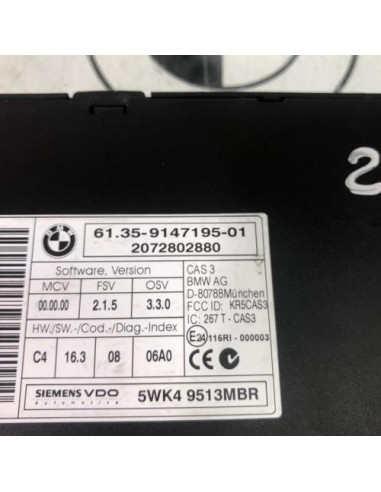 BMW
61.35-9147195-01
2072802880
Software, Version
MCV FSV OSV
00.00.00 2.1.5 3.3.0
HW./SW.-/Cod.-/Diag.-Index
C4 16.3 08 06A0
CAS 3
BMW AG
D-80788München
FCC ID: KR5CAS3
IC: 267 T - CAS3
E24 116RI - 000003
SIEMENS VDO
Automotive
5WK4 9513MBR
2